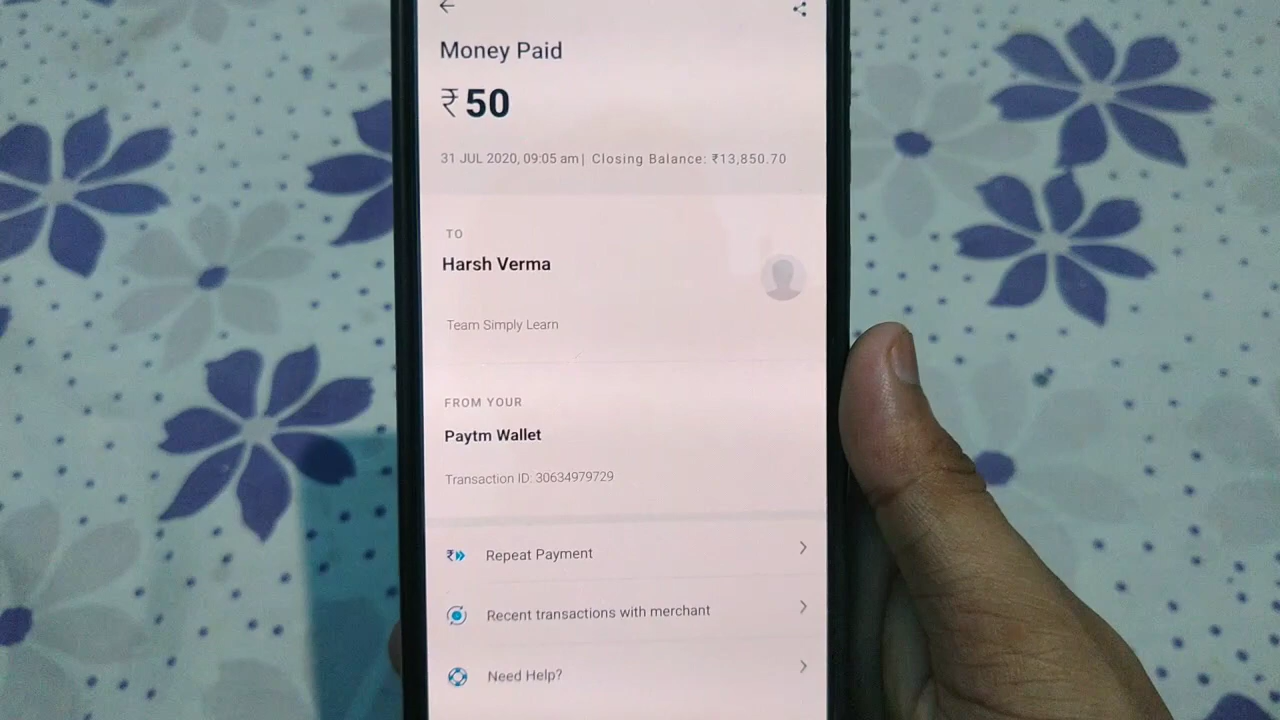 Money Paid
₹50
31 JUL 2020, 09:05 am| Closing Balance: ₹13,850.70
TO
Harsh Verma
Team Simply Learn
FROM YOUR
Paytm Wallet
Transaction ID: 30634979729
Repeat Payment
Recent transactions with merchant
Need Help?